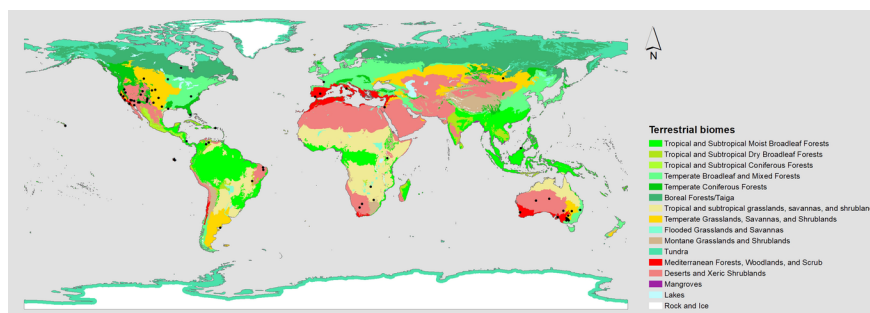 N
Terrestrial biomes
Tropical and Subtropical Moist Broadleaf Forests
Tropical and Subtropical Dry Broadleaf Forests
Tropical and Subtropical Coniferous Forests
Temperate Broadleaf and Mixed Forests
Temperate Coniferous Forests
Boreal Forests/Taiga
Tropical and subtropical grasslands, savannas, and shrublan
Temperate Grasslands, Savannas, and Shrublands
Flooded Grasslands and Savannas
Montane Grasslands and Shrublands
Tundra
Mediterranean Forests, Woodlands, and Scrub
Deserts and Xeric Shrublands
Mangroves
Lakes
Rock and Ice